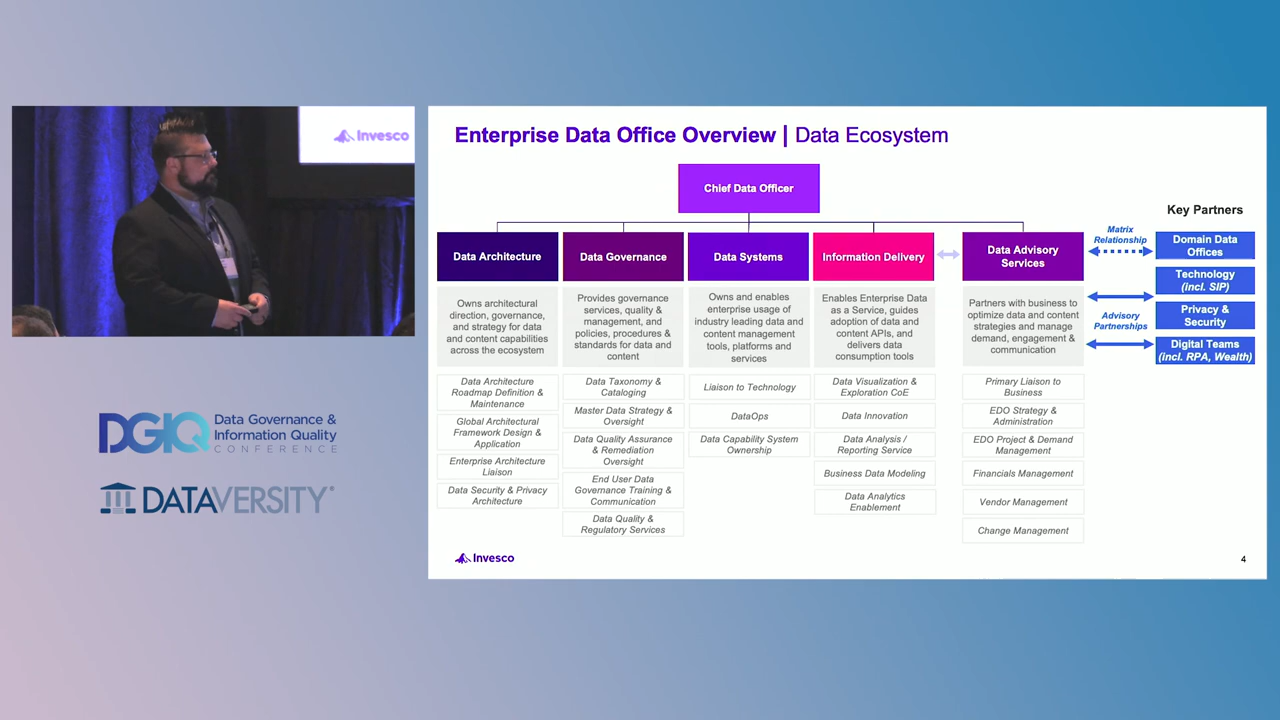 Invesco
Enterprise Data Office Overview | Data Ecosystem
Chief Data Officer
Key Partners
Data Architecture
Owns architectural
direction, governance,
and strategy for data
and content capabilities
across the ecosystem
Data Architecture
Roadmap Definition &
Maintenance
Global Architectural
Framework Design &
Application
Enterprise Architecture
Liaison
Data Security & Privacy
Architecture
Data Governance
Provides governance
services, quality &
management, and
policies, procedures &
standards for data and
content
Data Taxonomy &
Cataloging
Master Data Strategy &
Oversight
Data Quality Assurance
& Remediation
Oversight
End User Data
Governance Training &
Communication
Data Quality &
Regulatory Services
Data Systems
Owns and enables
enterprise usage of
industry leading data and
content management
tools, platforms and
services
Liaison to Technology
DataOps
Data Capability System
Ownership
Information Delivery
Enables Enterprise Data
as a Service, guides
adoption of data and
content APIs, and
delivers data
consumption tools
Data Visualization &
Exploration CoE
Data Innovation
Data Analysis /
Reporting Service
Business Data Modeling
Data Analytics
Enablement
Data Advisory
Services
Partners with business to
optimize data and content
strategies and manage
demand, engagement &
communication
Primary Liaison to
Business
EDO Strategy &
Administration
EDO Project & Demand
Management
Financials Management
Vendor Management
Change Management
Matrix
Relationship
Advisory
Partnerships
Domain Data
Offices
Technology
(incl. SIP)
Privacy &
Security
Digital Teams
(incl. RPA, Wealth)
Invesco
4
DGIQ
Data Governance &
Information Quality
CONFERENCE
DATAVERSITY